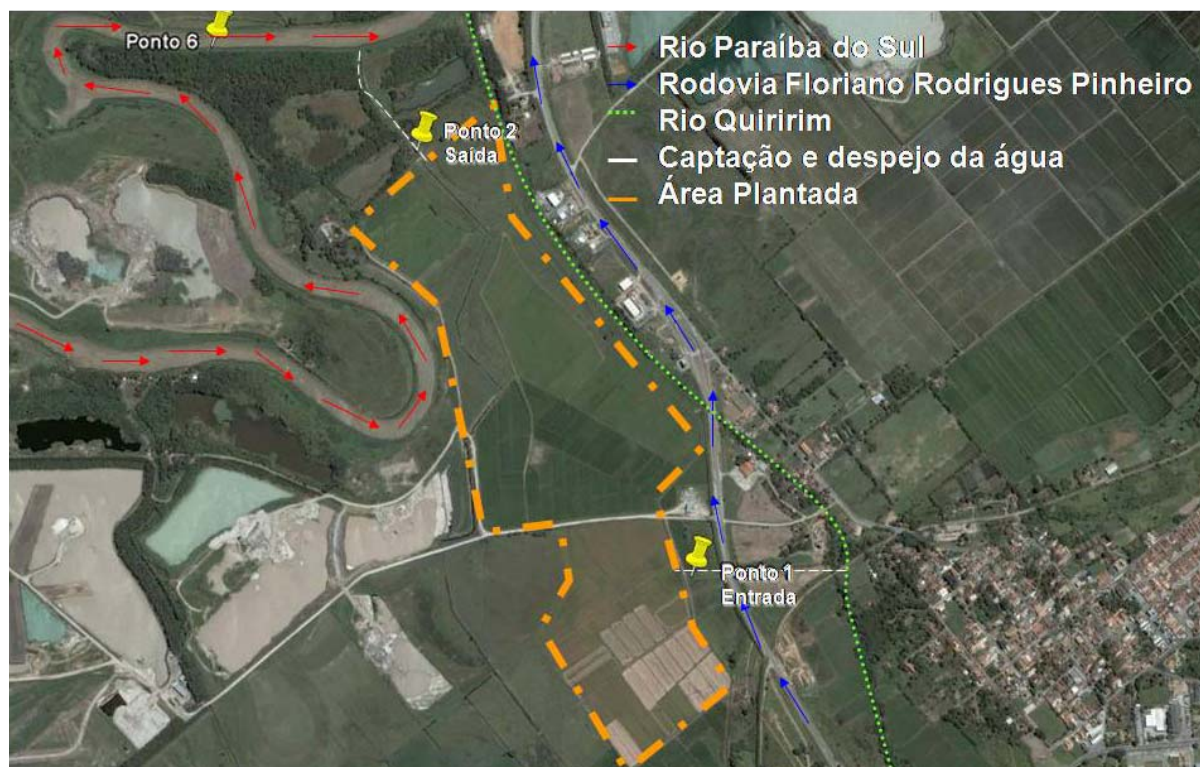 Ponto 6
Rio Paraíba do Sul
Rodovia Floriano Rodrigues Pinheiro
Rio Quiririm
Captação e despejo da água
Área Plantada
Ponto 2
Saída
Ponto 1
Entrada